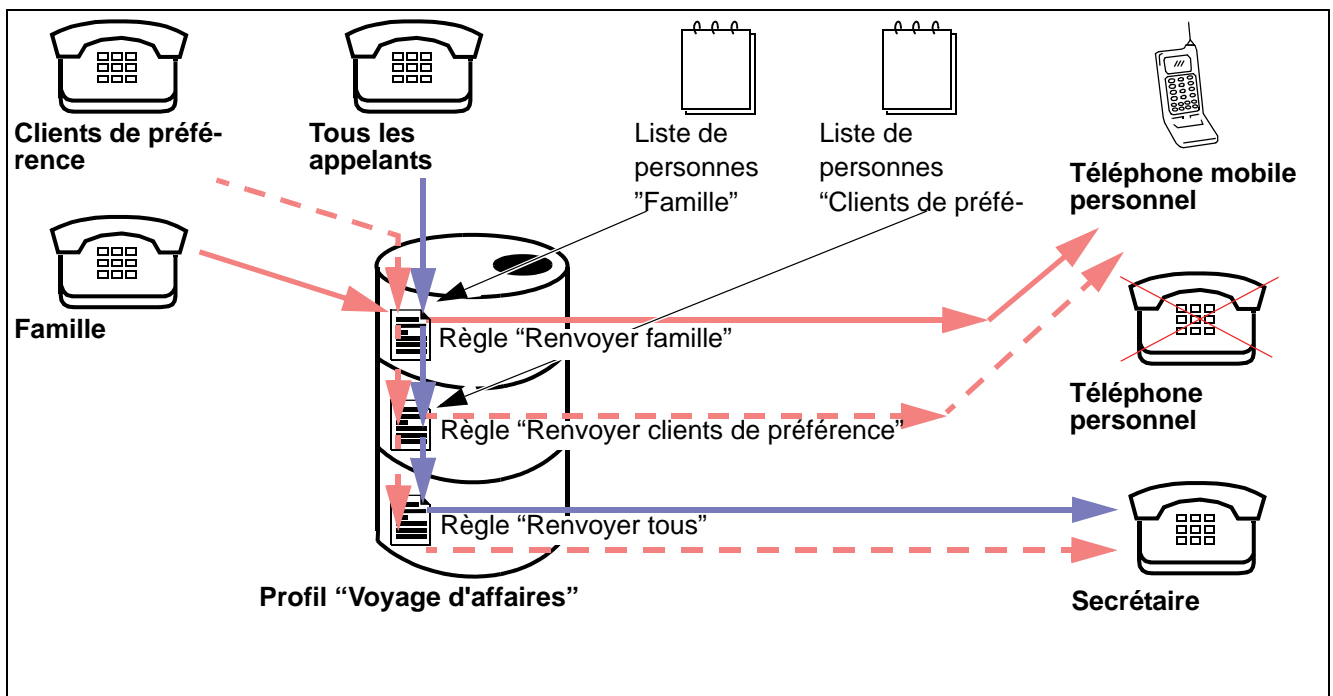 Clients de préfé-
rence
Tous les
appelants
Liste de
personnes
”Famille”
Liste de
personnes
“Clients de préfé-
Téléphone mobile
personnel
Famille
Règle “Renvoyer famille”
Téléphone
personnel
Règle “Renvoyer clients de préférence”
Règle “Renvoyer tous”
Profil “Voyage d'affaires”
Secrétaire